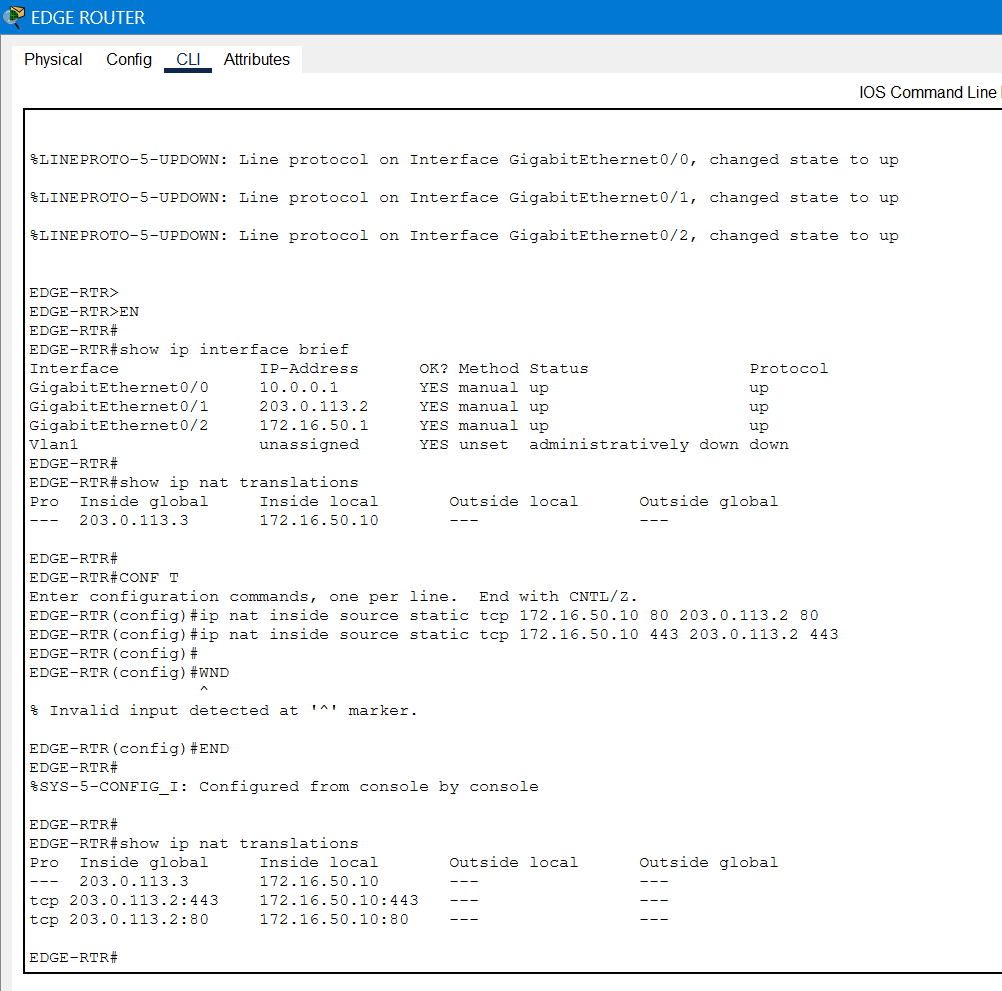 EDGE ROUTER
Physical Config CLI Attributes
IOS Command Line
%LINEPROTO-5-UPDOWN: Line protocol on Interface GigabitEthernet0/0, changed state to up
%LINEPROTO-5-UPDOWN: Line protocol on Interface GigabitEthernet0/1, changed state to up
%LINEPROTO-5-UPDOWN: Line protocol on Interface GigabitEthernet0/2, changed state to up
EDGE-RTR>
EDGE-RTR>EN
EDGE-RTR#
EDGE-RTR#show ip interface brief
Interface IP-Address OK? Method Status Protocol
GigabitEthernet0/0 10.0.0.1 YES manual up up
GigabitEthernet0/1 203.0.113.2 YES manual up up
GigabitEthernet0/2 172.16.50.1 YES manual up up
Vlan1 unassigned YES unset administratively down down
EDGE-RTR#
EDGE-RTR#show ip nat translations
Pro Inside global Inside local Outside local Outside global
--- 203.0.113.3 172.16.50.10 --- ---
EDGE-RTR#
EDGE-RTR#CONF T
Enter configuration commands, one per line. End with CNTL/Z.
EDGE-RTR(config)#ip nat inside source static tcp 172.16.50.10 80 203.0.113.2 80
EDGE-RTR(config)#ip nat inside source static tcp 172.16.50.10 443 203.0.113.2 443
EDGE-RTR(config)#
EDGE-RTR(config)#WND
^
% Invalid input detected at '^' marker.
EDGE-RTR(config)#END
EDGE-RTR#
%SYS-5-CONFIG_I: Configured from console by console
EDGE-RTR#
EDGE-RTR#show ip nat translations
Pro Inside global Inside local Outside local Outside global
--- 203.0.113.3 172.16.50.10 --- ---
tcp 203.0.113.2:443 172.16.50.10:443 --- ---
tcp 203.0.113.2:80 172.16.50.10:80 --- ---
EDGE-RTR#